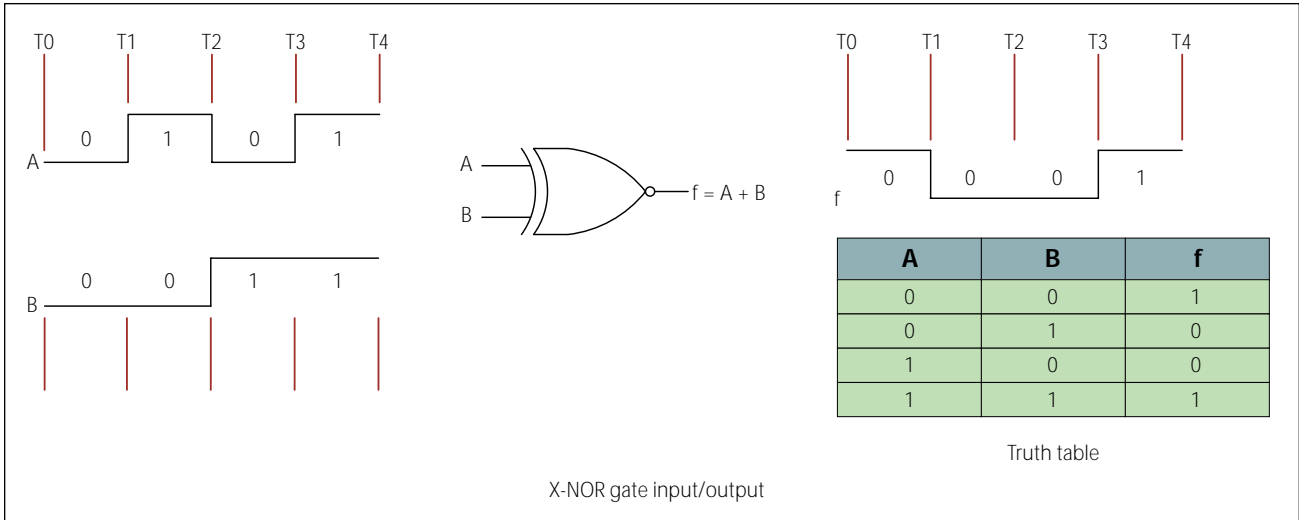 T0 T1 T2 T3 T4
0 1 0 1
A
0 0 1 1
B
A
B
f = A + B
T0 T1 T2 T3 T4
0 0 0 1
f
A B f
0 0 1
0 1 0
1 0 0
1 1 1
Truth table
X-NOR gate input/output